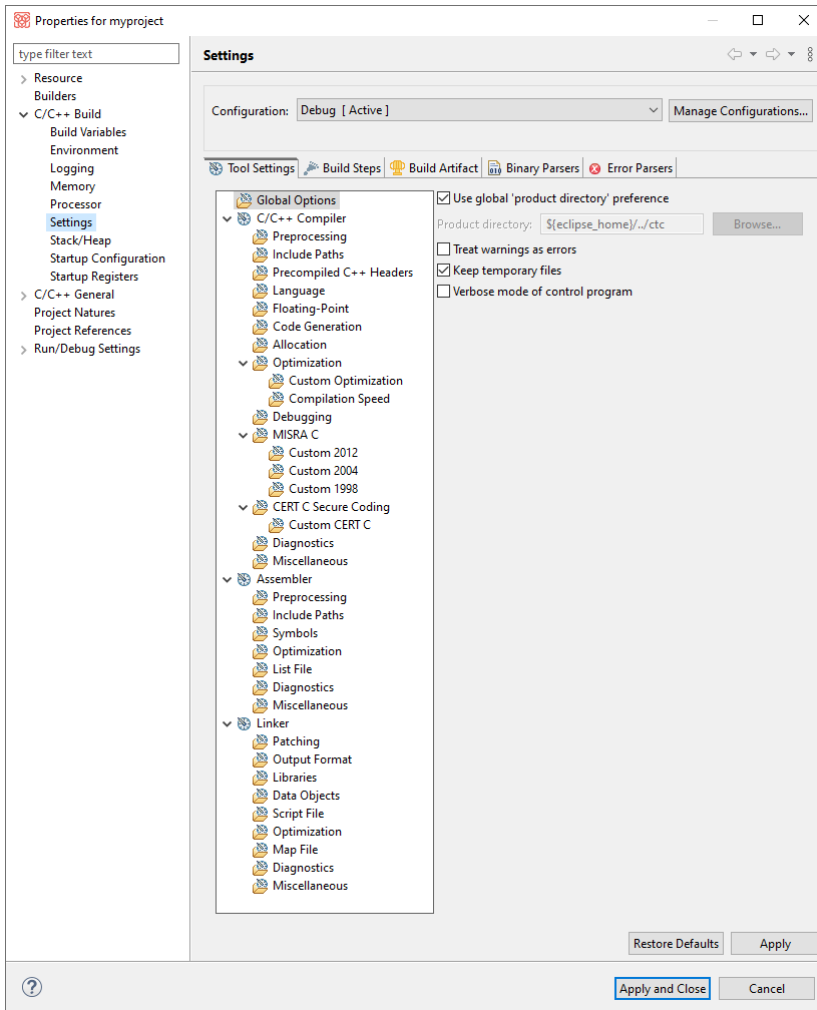 Properties for myproject
type filter text
Resource
Builders
C/C++ Build
Build Variables
Environment
Logging
Memory
Processor
Settings
Stack/Heap
Startup Configuration
Startup Registers
C/C++ General
Project Natures
Project References
Run/Debug Settings
Settings
Configuration: Debug [ Active ] Manage Configurations...
Tool Settings Build Steps Build Artifact Binary Parsers Error Parsers
Global Options
C/C++ Compiler
Preprocessing
Include Paths
Precompiled C++ Headers
Language
Floating-Point
Code Generation
Allocation
Optimization
Custom Optimization
Compilation Speed
Debugging
MISRA C
Custom 2012
Custom 2004
Custom 1998
CERT C Secure Coding
Custom CERT C
Diagnostics
Miscellaneous
Assembler
Preprocessing
Include Paths
Symbols
Optimization
List File
Diagnostics
Miscellaneous
Linker
Patching
Output Format
Libraries
Data Objects
Script File
Optimization
Map File
Diagnostics
Miscellaneous
Use global 'product directory' preference
Product directory: ${eclipse_home}/../ctc Browse...
Treat warnings as errors
Keep temporary files
Verbose mode of control program
Restore Defaults Apply
? Apply and Close Cancel